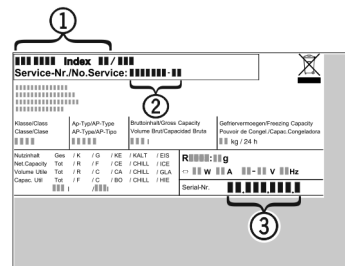 1
Index /
Service-Nr./No.Service: -
2
Klasse/Class
Classe/Clase
Ap-Typ/AP-Type
AP-Type/AP-Tipo
Bruttoinhalt/Gross Capacity
Volume Brut/Capacidad Bruta
l
Gefriervermoegen/Freezing Capacity
Pouvoir de Congel./Capac.Congeladora
kg / 24 h
Nutzinhalt Ges / K / G / KE / KALT / EIS
Net.Capacity Tot / R / F / CE / CHILL / ICE
Volume Utile Tot / R / C / CA / CHILL / GLA
Capac. Util Tot / F / C / BO / CHILL / HIE
l / l
R : g
W A - V Hz
Serial-Nr. , , ,
3